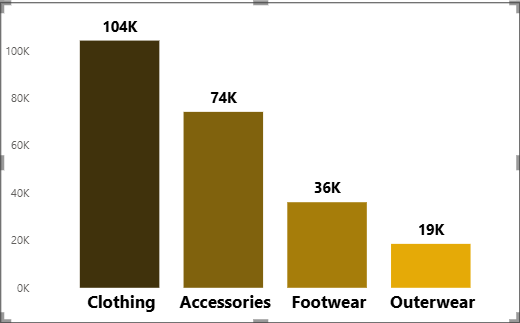 104K
100K
80K
74K
60K
40K
36K
20K
19K
0K
Clothing Accessories Footwear Outerwear